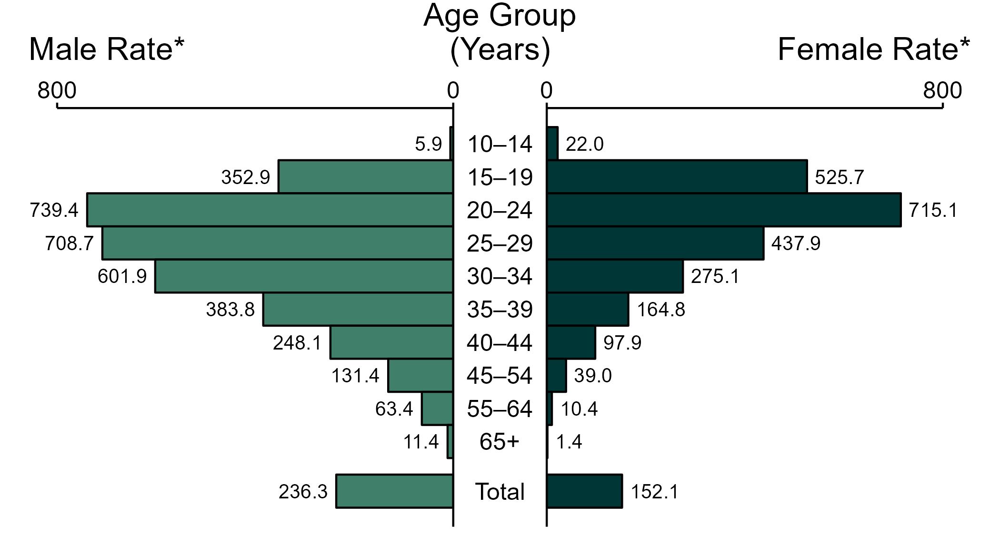 Age Group
Male Rate* (Years) Female Rate*
800 0 0 800
5.9 10–14 22.0
352.9 15–19 525.7
739.4 20–24 715.1
708.7 25–29 437.9
601.9 30–34 275.1
383.8 35–39 164.8
248.1 40–44 97.9
131.4 45–54 39.0
63.4 55–64 10.4
11.4 65+ 1.4
236.3 Total 152.1